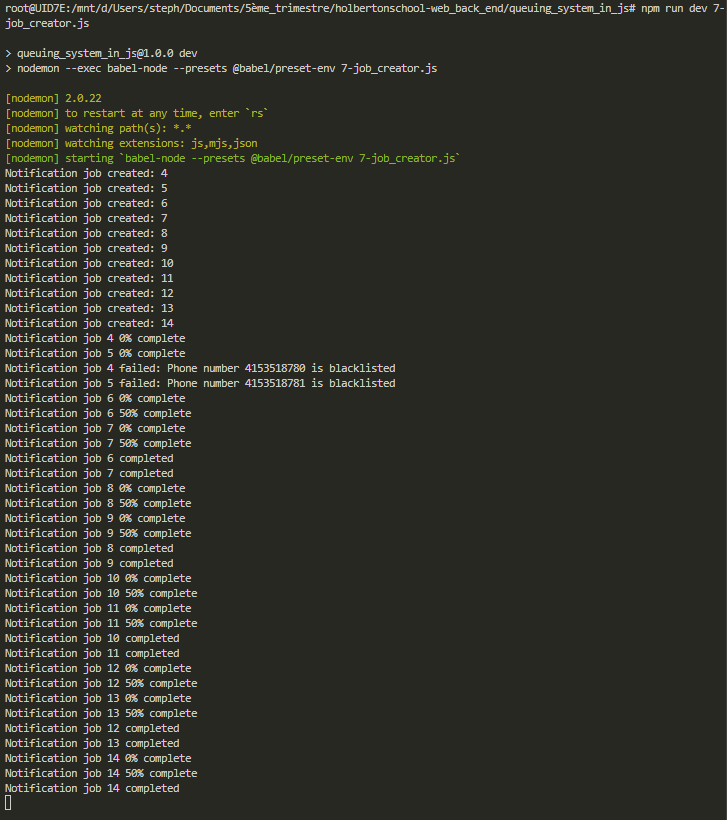 root@UID7E:/mnt/d/Users/steph/Documents/5ème_trimestre/holbertonschool-web_back_end/queuing_system_in_js# npm run dev 7-
job_creator.js
> queuing_system_in_js@1.0.0 dev
> nodemon --exec babel-node --presets @babel/preset-env 7-job_creator.js
[nodemon] 2.0.22
[nodemon] to restart at any time, enter `rs`
[nodemon] watching path(s): *.*
[nodemon] watching extensions: js,mjs,json
[nodemon] starting `babel-node --presets @babel/preset-env 7-job_creator.js`
Notification job created: 4
Notification job created: 5
Notification job created: 6
Notification job created: 7
Notification job created: 8
Notification job created: 9
Notification job created: 10
Notification job created: 11
Notification job created: 12
Notification job created: 13
Notification job created: 14
Notification job 4 0% complete
Notification job 5 0% complete
Notification job 4 failed: Phone number 4153518780 is blacklisted
Notification job 5 failed: Phone number 4153518781 is blacklisted
Notification job 6 0% complete
Notification job 6 50% complete
Notification job 7 0% complete
Notification job 7 50% complete
Notification job 6 completed
Notification job 7 completed
Notification job 8 0% complete
Notification job 8 50% complete
Notification job 9 0% complete
Notification job 9 50% complete
Notification job 8 completed
Notification job 9 completed
Notification job 10 0% complete
Notification job 10 50% complete
Notification job 11 0% complete
Notification job 11 50% complete
Notification job 10 completed
Notification job 11 completed
Notification job 12 0% complete
Notification job 12 50% complete
Notification job 13 0% complete
Notification job 13 50% complete
Notification job 12 completed
Notification job 13 completed
Notification job 14 0% complete
Notification job 14 50% complete
Notification job 14 completed